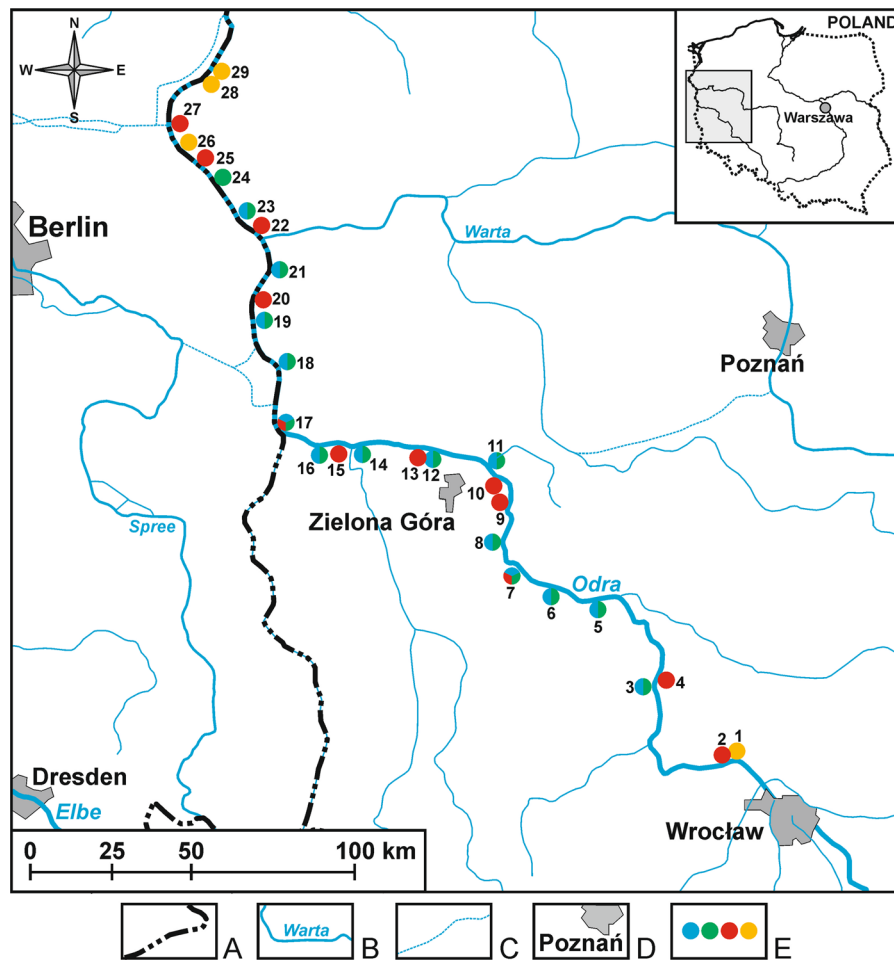 N
W E
S
POLAND
Warszawa
29
28
27
26
25
24
23
22
Berlin
Warta
21
20
19
Poznań
18
17
11
16 15 14 13 12
10
9
Zielona Góra
8
Odra
7
6
5
Spree
3 4
2 1
Dresden
Elbe
Wrocław
0 25 50 100 km
A
Warta B
C
Poznań D
E